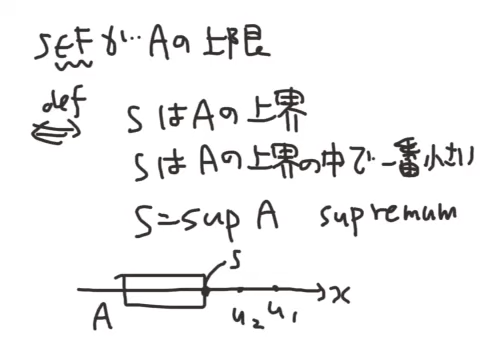 s∈Fが Aの上限
def
⟺ sはAの上界
sはAの上界の中で一番小さい
s=sup A supremum
s
A u₂ u₁ x